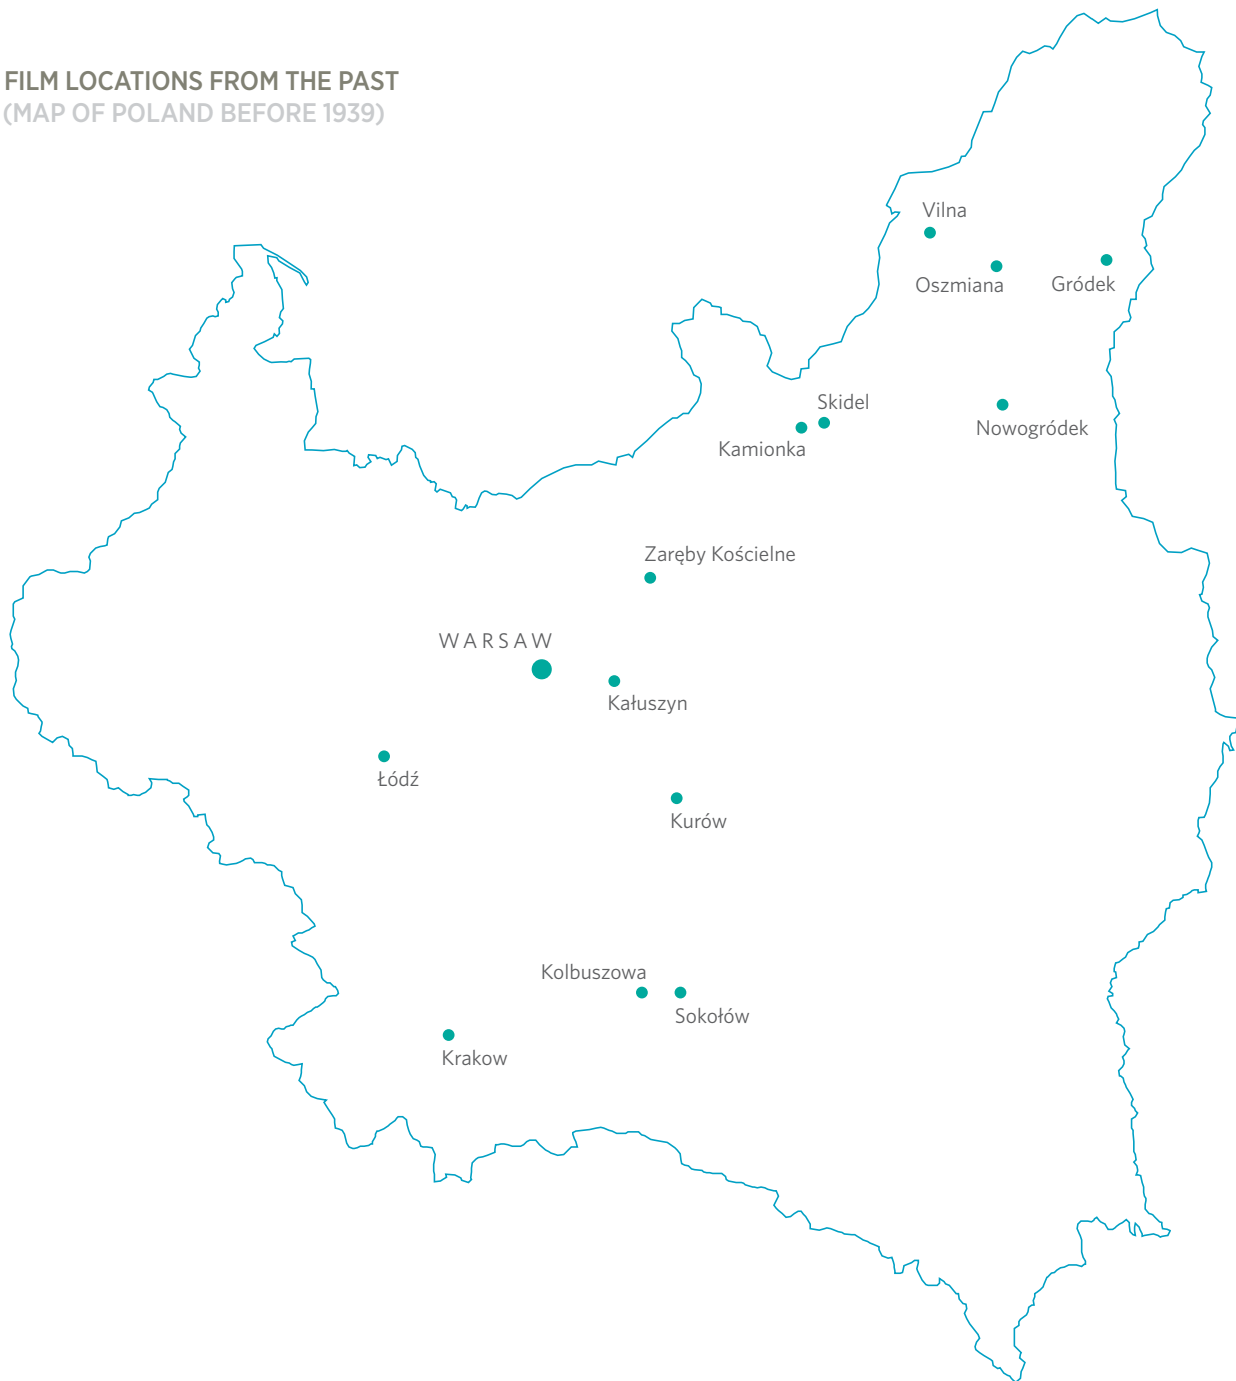 FILM LOCATIONS FROM THE PAST
(MAP OF POLAND BEFORE 1939)
Vilna
Oszmiana
Gródek
Skidel
Kamionka
Nowogródek
Zaręby Kościelne
WARSAW
Kałuszyn
Łódź
Kurów
Kolbuszowa
Sokołów
Krakow